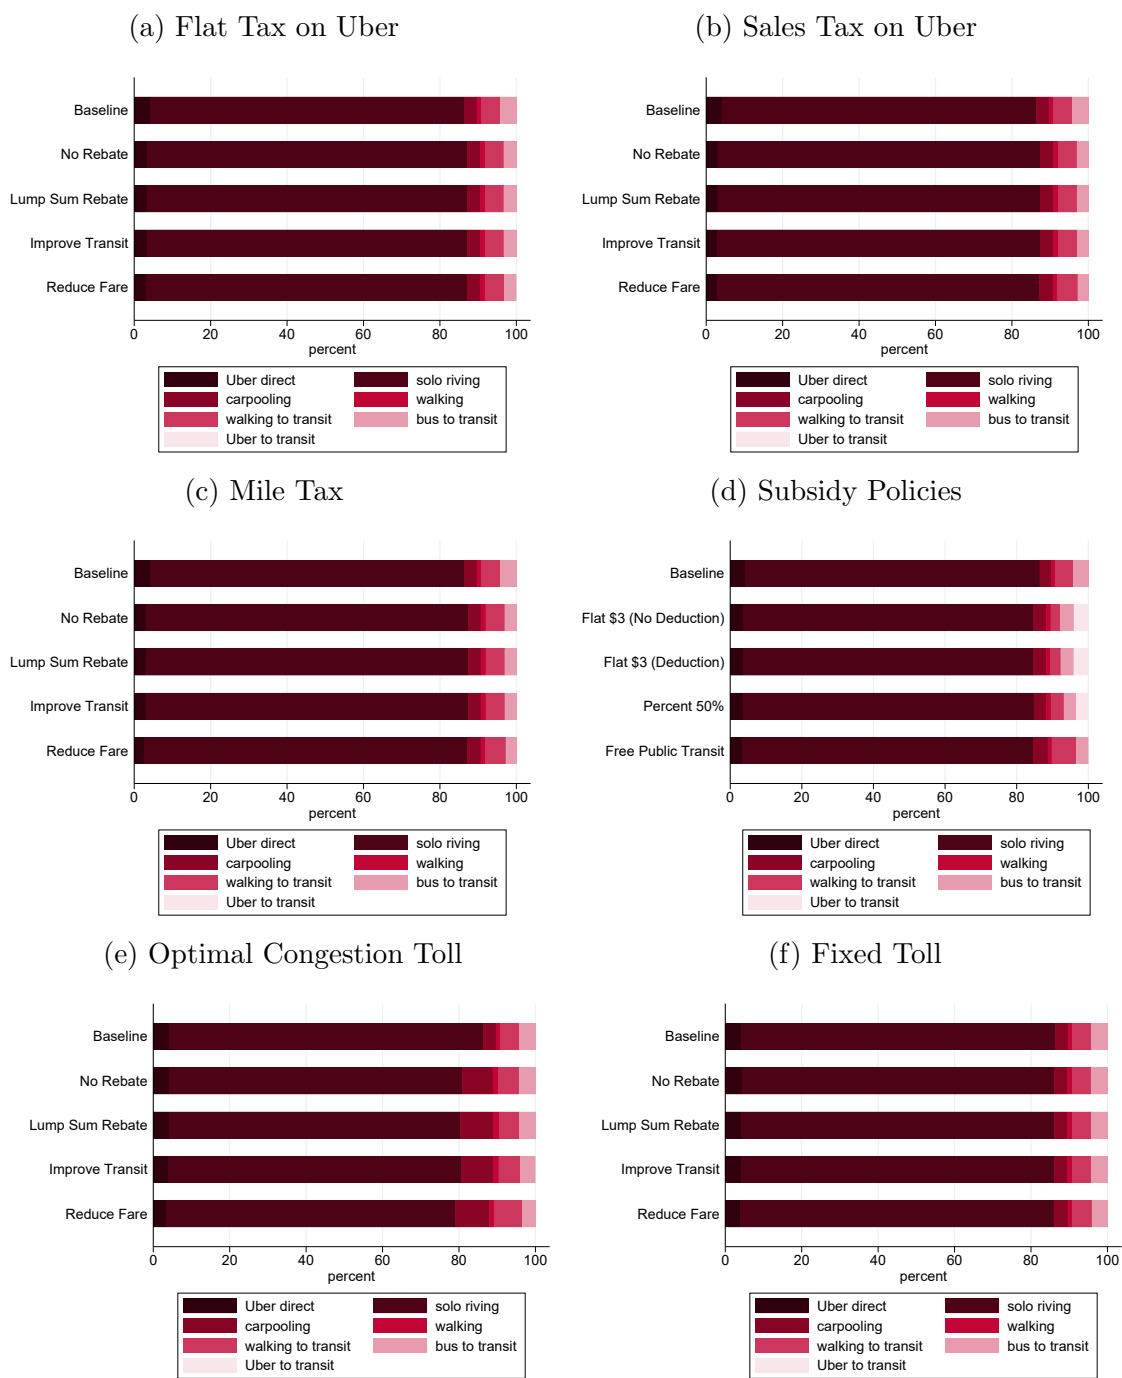 (a) Flat Tax on Uber
Baseline
No Rebate
Lump Sum Rebate
Improve Transit
Reduce Fare
0 20 40 60 80 100
percent
Uber direct solo riving
carpooling walking
walking to transit bus to transit
Uber to transit
(b) Sales Tax on Uber
Baseline
No Rebate
Lump Sum Rebate
Improve Transit
Reduce Fare
0 20 40 60 80 100
percent
Uber direct solo riving
carpooling walking
walking to transit bus to transit
Uber to transit
(c) Mile Tax
Baseline
No Rebate
Lump Sum Rebate
Improve Transit
Reduce Fare
0 20 40 60 80 100
percent
Uber direct solo riving
carpooling walking
walking to transit bus to transit
Uber to transit
(d) Subsidy Policies
Baseline
Flat $3 (No Deduction)
Flat $3 (Deduction)
Percent 50%
Free Public Transit
0 20 40 60 80 100
percent
Uber direct solo riving
carpooling walking
walking to transit bus to transit
Uber to transit
(e) Optimal Congestion Toll
Baseline
No Rebate
Lump Sum Rebate
Improve Transit
Reduce Fare
0 20 40 60 80 100
percent
Uber direct solo riving
carpooling walking
walking to transit bus to transit
Uber to transit
(f) Fixed Toll
Baseline
No Rebate
Lump Sum Rebate
Improve Transit
Reduce Fare
0 20 40 60 80 100
percent
Uber direct solo riving
carpooling walking
walking to transit bus to transit
Uber to transit